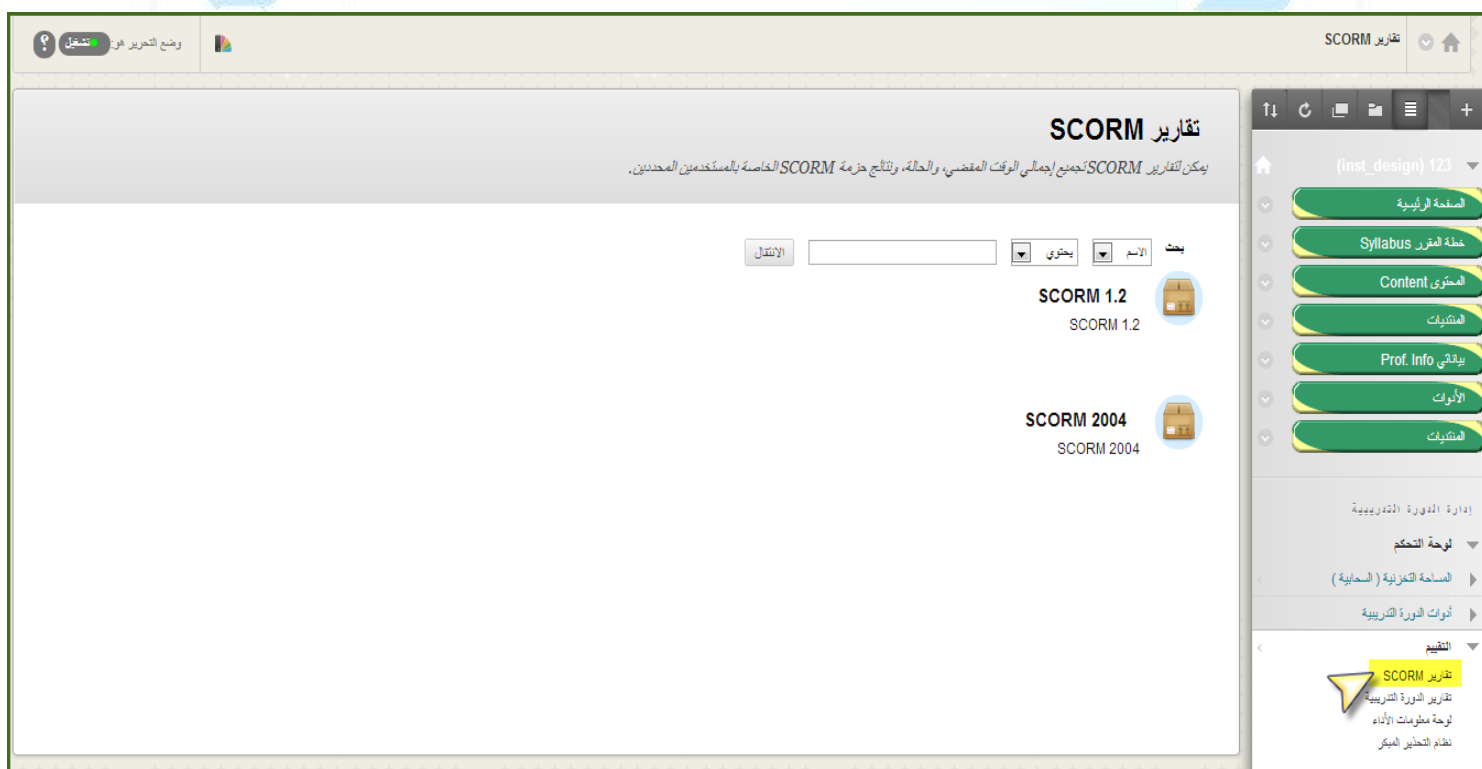 تقارير SCORM
وضع التحرير هو: تشغيل ؟
تقارير SCORM
يمكن لتقارير SCORM تجميع إجمالي الوقت المقضي، والحالة، ونتائج حزمة SCORM الخاصة بالمستخدمين المحددين.
بحث الاسم يحتوي الانتقال
SCORM 1.2
SCORM 1.2
SCORM 2004
SCORM 2004
(inst_design) 123
الصفحة الرئيسية
خطة المقرر Syllabus
المحتوى Content
المنتديات
بياناتي Prof. Info
الأدوات
المنتديات
إدارة الدورة التدريبية
لوحة التحكم
المساحة التخزنية ( السحابية )
أدوات الدورة التدريبية
التقييم
تقارير SCORM
تقارير الدورة التدريبية
لوحة معلومات الأداء
نظام التحذير المبكر